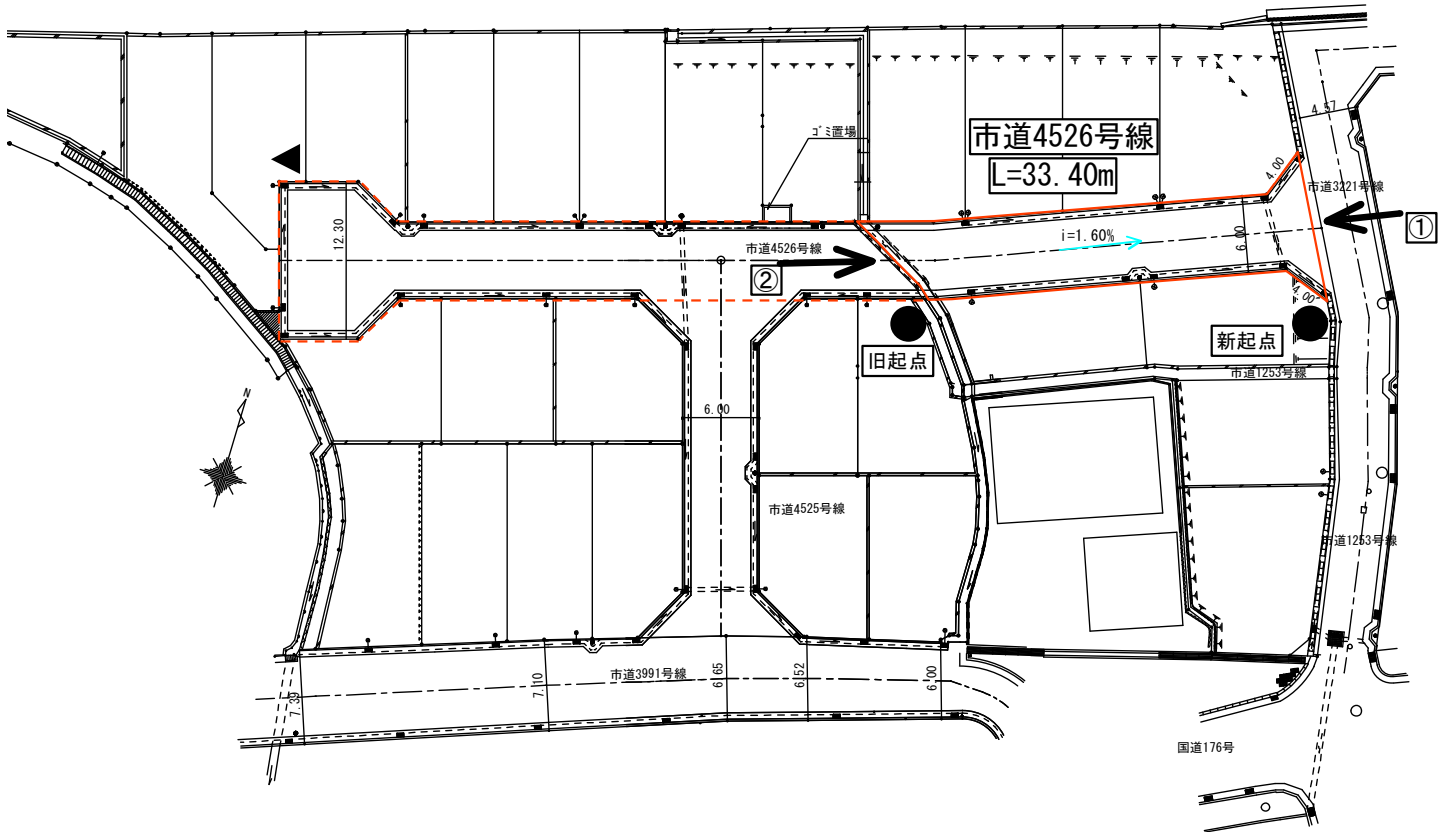 4.57
ゴミ置場
市道4526号線
L=33.40m
4.00
市道3221号線
①
12.30
市道4526号線
②
i=1.60%
6.00
4.00
旧起点
新起点
市道1253号線
N
6.00
市道4525号線
市道1253号線
市道3991号線
7.39
7.10
6.65
6.52
6.00
国道176号